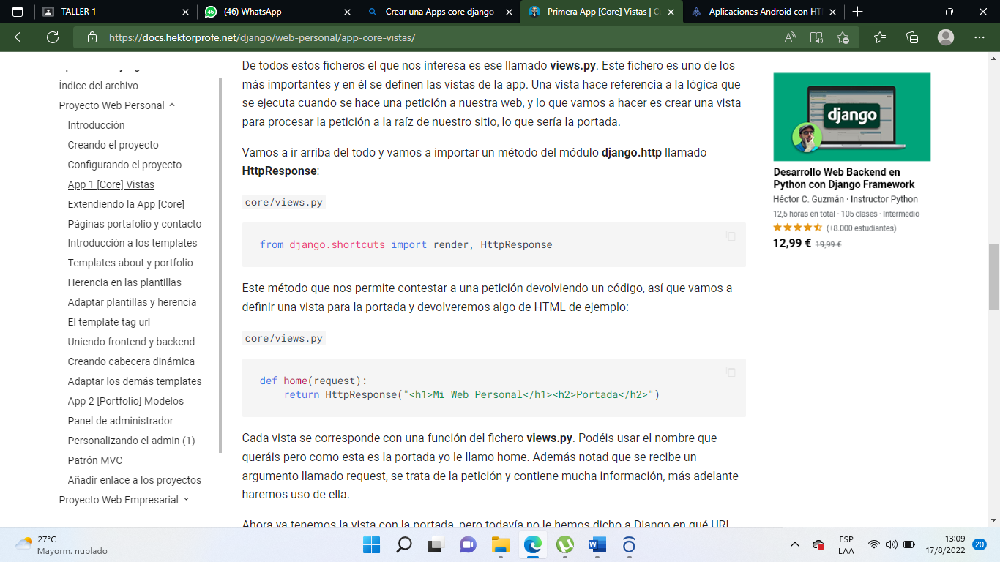 TALLER 1
(46) WhatsApp
Crear una Apps core django -
Primera App [Core] Vistas | C
Aplicaciones Android con HT
https://docs.hektorprofe.net/django/web-personal/app-core-vistas/
Índice del archivo
Proyecto Web Personal
Introducción
Creando el proyecto
Configurando el proyecto
App 1 [Core] Vistas
Extendiendo la App [Core]
Páginas portafolio y contacto
Introducción a los templates
Templates about y portfolio
Herencia en las plantillas
Adaptar plantillas y herencia
El template tag url
Uniendo frontend y backend
Creando cabecera dinámica
Adaptar los demás templates
App 2 [Portfolio] Modelos
Panel de administrador
Personalizando el admin (1)
Patrón MVC
Añadir enlace a los proyectos
Proyecto Web Empresarial
De todos estos ficheros el que nos interesa es ese llamado views.py. Este fichero es uno de los
más importantes y en él se definen las vistas de la app. Una vista hace referencia a la lógica que
se ejecuta cuando se hace una petición a nuestra web, y lo que vamos a hacer es crear una vista
para procesar la petición a la raíz de nuestro sitio, lo que sería la portada.
Vamos a ir arriba del todo y vamos a importar un método del módulo django.http llamado
HttpResponse:
core/views.py
from django.shortcuts import render, HttpResponse
Este método que nos permite contestar a una petición devolviendo un código, así que vamos a
definir una vista para la portada y devolveremos algo de HTML de ejemplo:
core/views.py
def home(request):
    return HttpResponse("<h1>Mi Web Personal</h1><h2>Portada</h2>")
Cada vista se corresponde con una función del fichero views.py. Podéis usar el nombre que
queráis pero como esta es la portada yo le llamo home. Además notad que se recibe un
argumento llamado request, se trata de la petición y contiene mucha información, más adelante
haremos uso de ella.
Ahora ya tenemos la vista con la portada, pero todavía no le hemos dicho a Django en qué URL
django
Desarrollo Web Backend en
Python con Django Framework
Héctor C. Guzmán · Instructor Python
12,5 horas en total · 105 clases · Intermedio
(+8.000 estudiantes)
12,99 € 19,99 €
27°C
Mayorm. nublado
ESP
LAA
13:09
17/8/2022
20